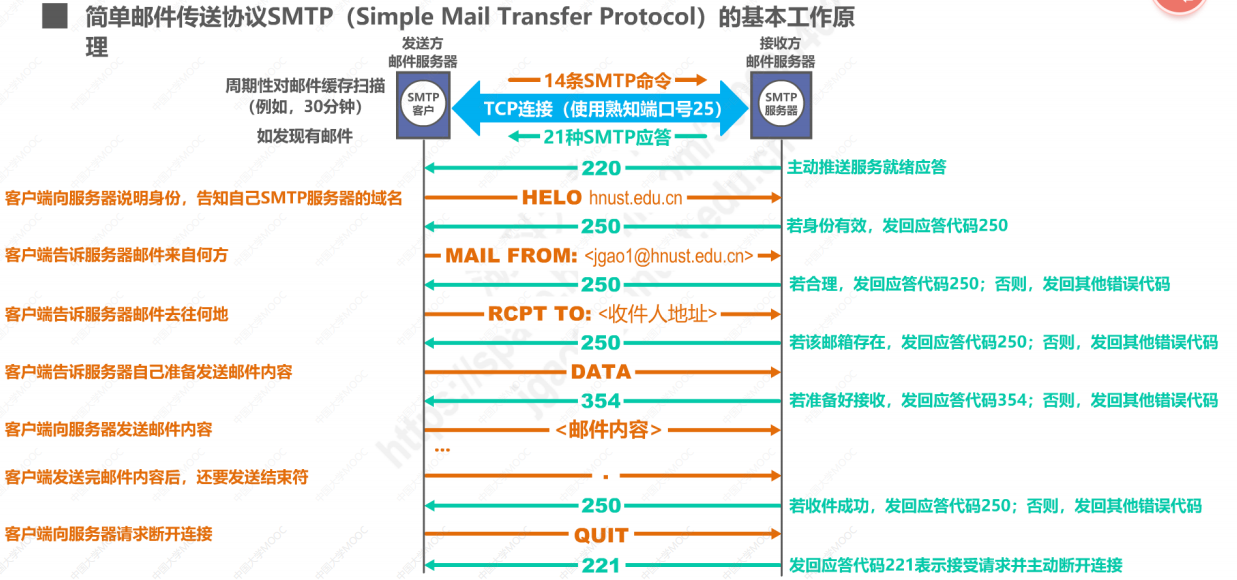 简单邮件传送协议SMTP（Simple Mail Transfer Protocol）的基本工作原
理
发送方
邮件服务器
接收方
邮件服务器
周期性对邮件缓存扫描
（例如，30分钟）
如发现有邮件
SMTP
客户
14条SMTP命令
TCP连接（使用熟知端口号25）
21种SMTP应答
SMTP
服务器
220
主动推送服务就绪应答
客户端向服务器说明身份，告知自己SMTP服务器的域名
HELO hnust.edu.cn
250
若身份有效，发回应答代码250
客户端告诉服务器邮件来自何方
MAIL FROM: <jgao1@hnust.edu.cn>
250
若合理，发回应答代码250；否则，发回其他错误代码
客户端告诉服务器邮件去往何地
RCPT TO: <收件人地址>
250
若该邮箱存在，发回应答代码250；否则，发回其他错误代码
客户端告诉服务器自己准备发送邮件内容
DATA
354
若准备好接收，发回应答代码354；否则，发回其他错误代码
客户端向服务器发送邮件内容
<邮件内容>
...
客户端发送完邮件内容后，还要发送结束符
.
250
若收件成功，发回应答代码250；否则，发回其他错误代码
客户端向服务器请求断开连接
QUIT
221
发回应答代码221表示接受请求并主动断开连接